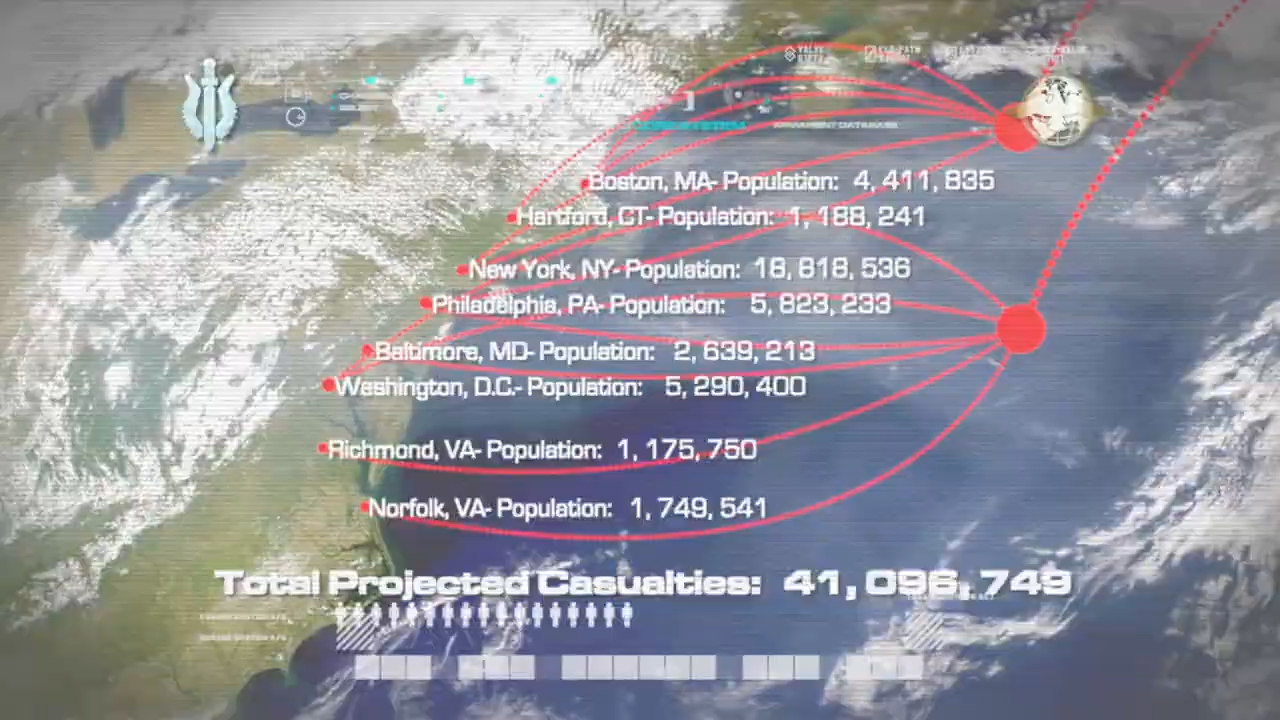 Boston, MA- Population: 4, 411, 835
Hartford, CT- Population: 1, 188, 241
New York, NY- Population: 18, 818, 536
Philadelphia, PA- Population: 5, 823, 233
Baltimore, MD- Population: 2, 639, 213
Washington, D.C.- Population: 5, 290, 400
Richmond, VA- Population: 1, 175, 750
Norfolk, VA- Population: 1, 749, 541
Total Projected Casualties: 41, 096, 749